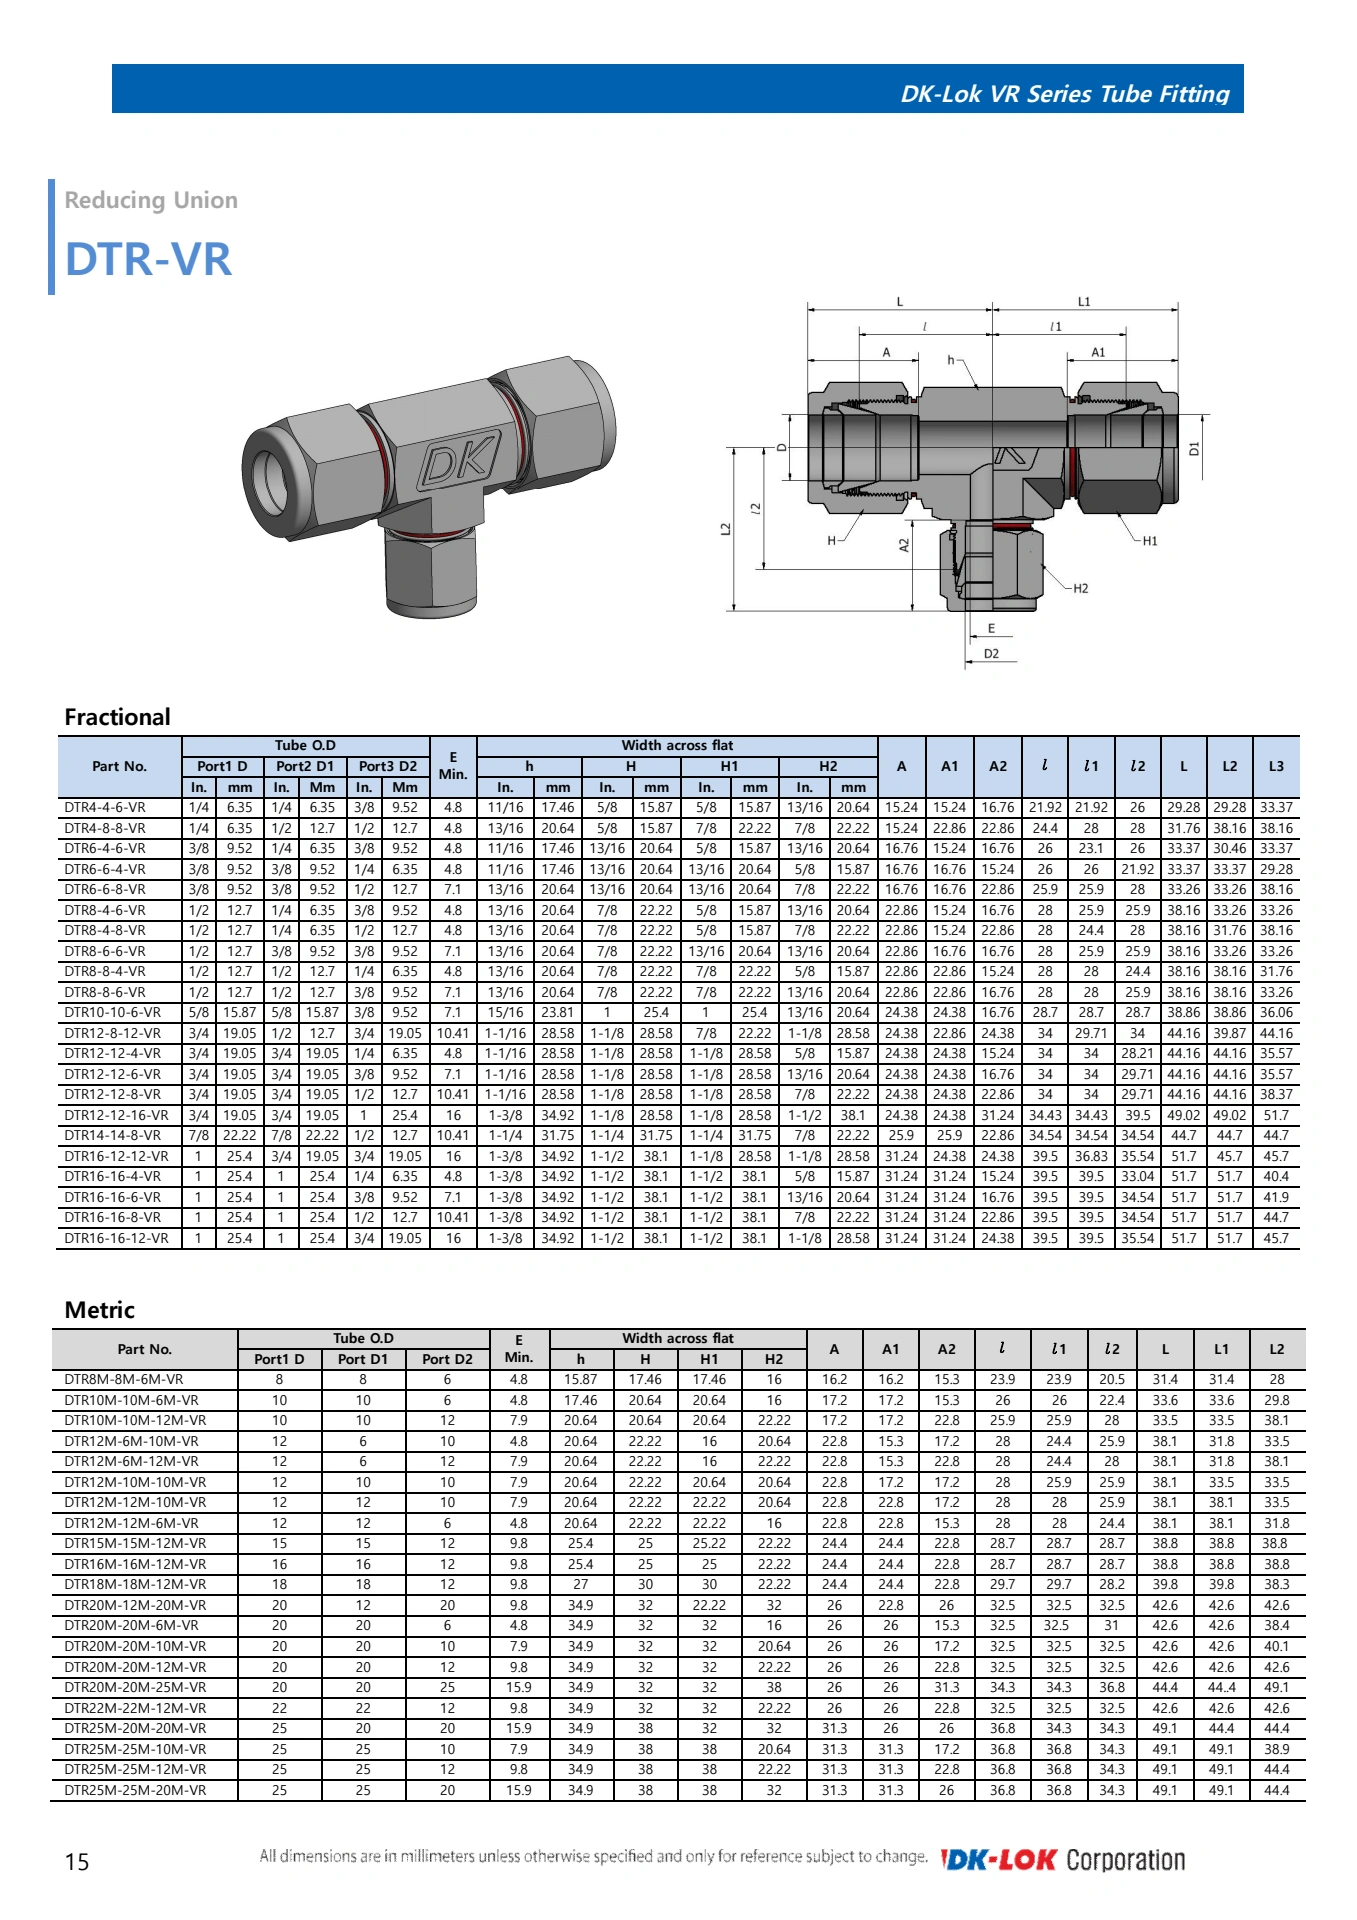 DK-Lok VR Series Tube Fitting
Reducing Union
DTR-VR
L L1
l l1
A h A1
D D1
L2 l2
H A2 H1
H2
E
D2
DK
Fractional
Part No. Tube O.D E Min. Width across flat A A1 A2 l l1 l2 L L2 L3
Port1 D Port2 D1 Port3 D2 h H H1 H2
In. mm In. Mm In. Mm In. mm In. mm In. mm In. mm
DTR4-4-6-VR 1/4 6.35 1/4 6.35 3/8 9.52 4.8 11/16 17.46 5/8 15.87 5/8 15.87 13/16 20.64 15.24 15.24 16.76 21.92 21.92 26 29.28 29.28 33.37
DTR4-8-8-VR 1/4 6.35 1/2 12.7 1/2 12.7 4.8 13/16 20.64 5/8 15.87 7/8 22.22 7/8 22.22 15.24 22.86 22.86 24.4 28 28 31.76 38.16 38.16
DTR6-4-6-VR 3/8 9.52 1/4 6.35 3/8 9.52 4.8 11/16 17.46 13/16 20.64 5/8 15.87 13/16 20.64 16.76 15.24 16.76 26 23.1 26 33.37 30.46 33.37
DTR6-6-4-VR 3/8 9.52 3/8 9.52 1/4 6.35 4.8 11/16 17.46 13/16 20.64 13/16 20.64 5/8 15.87 16.76 16.76 15.24 26 26 21.92 33.37 33.37 29.28
DTR6-6-8-VR 3/8 9.52 3/8 9.52 1/2 12.7 7.1 13/16 20.64 13/16 20.64 13/16 20.64 7/8 22.22 16.76 16.76 22.86 25.9 25.9 28 33.26 33.26 38.16
DTR8-4-6-VR 1/2 12.7 1/4 6.35 3/8 9.52 4.8 13/16 20.64 7/8 22.22 5/8 15.87 13/16 20.64 22.86 15.24 16.76 28 25.9 25.9 38.16 33.26 33.26
DTR8-4-8-VR 1/2 12.7 1/4 6.35 1/2 12.7 4.8 13/16 20.64 7/8 22.22 5/8 15.87 7/8 22.22 22.86 15.24 22.86 28 24.4 28 38.16 31.76 38.16
DTR8-6-6-VR 1/2 12.7 3/8 9.52 3/8 9.52 7.1 13/16 20.64 7/8 22.22 13/16 20.64 13/16 20.64 22.86 16.76 16.76 28 25.9 25.9 38.16 33.26 33.26
DTR8-8-4-VR 1/2 12.7 1/2 12.7 1/4 6.35 4.8 13/16 20.64 7/8 22.22 7/8 22.22 5/8 15.87 22.86 22.86 15.24 28 28 24.4 38.16 38.16 31.76
DTR8-8-6-VR 1/2 12.7 1/2 12.7 3/8 9.52 7.1 13/16 20.64 7/8 22.22 7/8 22.22 13/16 20.64 22.86 22.86 16.76 28 28 25.9 38.16 38.16 33.26
DTR10-10-6-VR 5/8 15.87 5/8 15.87 3/8 9.52 7.1 15/16 23.81 1 25.4 1 25.4 13/16 20.64 24.38 24.38 16.76 28.7 28.7 28.7 38.86 38.86 36.06
DTR12-8-12-VR 3/4 19.05 1/2 12.7 3/4 19.05 10.41 1-1/16 28.58 1-1/8 28.58 7/8 22.22 1-1/8 28.58 24.38 22.86 24.38 34 29.71 34 44.16 39.87 44.16
DTR12-12-4-VR 3/4 19.05 3/4 19.05 1/4 6.35 4.8 1-1/16 28.58 1-1/8 28.58 1-1/8 28.58 5/8 15.87 24.38 24.38 15.24 34 34 28.21 44.16 44.16 35.57
DTR12-12-6-VR 3/4 19.05 3/4 19.05 3/8 9.52 7.1 1-1/16 28.58 1-1/8 28.58 1-1/8 28.58 13/16 20.64 24.38 24.38 16.76 34 34 29.71 44.16 44.16 35.57
DTR12-12-8-VR 3/4 19.05 3/4 19.05 1/2 12.7 10.41 1-1/16 28.58 1-1/8 28.58 1-1/8 28.58 7/8 22.22 24.38 24.38 22.86 34 34 29.71 44.16 44.16 38.37
DTR12-12-16-VR 3/4 19.05 3/4 19.05 1 25.4 16 1-3/8 34.92 1-1/8 28.58 1-1/8 28.58 1-1/2 38.1 24.38 24.38 31.24 34.43 34.43 39.5 49.02 49.02 51.7
DTR14-14-8-VR 7/8 22.22 7/8 22.22 1/2 12.7 10.41 1-1/4 31.75 1-1/4 31.75 1-1/4 31.75 7/8 22.22 25.9 25.9 22.86 34.54 34.54 34.54 44.7 44.7 44.7
DTR16-12-12-VR 1 25.4 3/4 19.05 3/4 19.05 16 1-3/8 34.92 1-1/2 38.1 1-1/8 28.58 1-1/8 28.58 31.24 24.38 24.38 39.5 36.83 35.54 51.7 45.7 45.7
DTR16-16-4-VR 1 25.4 1 25.4 1/4 6.35 4.8 1-3/8 34.92 1-1/2 38.1 1-1/2 38.1 5/8 15.87 31.24 31.24 15.24 39.5 39.5 33.04 51.7 51.7 40.4
DTR16-16-6-VR 1 25.4 1 25.4 3/8 9.52 7.1 1-3/8 34.92 1-1/2 38.1 1-1/2 38.1 13/16 20.64 31.24 31.24 16.76 39.5 39.5 34.54 51.7 51.7 41.9
DTR16-16-8-VR 1 25.4 1 25.4 1/2 12.7 10.41 1-3/8 34.92 1-1/2 38.1 1-1/2 38.1 7/8 22.22 31.24 31.24 22.86 39.5 39.5 34.54 51.7 51.7 44.7
DTR16-16-12-VR 1 25.4 1 25.4 3/4 19.05 16 1-3/8 34.92 1-1/2 38.1 1-1/2 38.1 1-1/8 28.58 31.24 31.24 24.38 39.5 39.5 35.54 51.7 51.7 45.7
Metric
Part No. Tube O.D E Min. Width across flat A A1 A2 l l1 l2 L L1 L2
Port1 D Port D1 Port D2 h H H1 H2
DTR8M-8M-6M-VR 8 8 6 4.8 15.87 17.46 17.46 16 16.2 16.2 15.3 23.9 23.9 20.5 31.4 31.4 28
DTR10M-10M-6M-VR 10 10 6 4.8 17.46 20.64 20.64 16 17.2 17.2 15.3 26 26 22.4 33.6 33.6 29.8
DTR10M-10M-12M-VR 10 10 12 7.9 20.64 20.64 20.64 22.22 17.2 17.2 22.8 25.9 25.9 28 33.5 33.5 38.1
DTR12M-6M-10M-VR 12 6 10 4.8 20.64 22.22 16 20.64 22.8 15.3 17.2 28 24.4 25.9 38.1 31.8 33.5
DTR12M-6M-12M-VR 12 6 12 7.9 20.64 22.22 16 22.22 22.8 15.3 22.8 28 24.4 28 38.1 31.8 38.1
DTR12M-10M-10M-VR 12 10 10 7.9 20.64 22.22 20.64 20.64 22.8 17.2 17.2 28 25.9 25.9 38.1 33.5 33.5
DTR12M-12M-10M-VR 12 12 10 7.9 20.64 22.22 22.22 20.64 22.8 22.8 17.2 28 28 25.9 38.1 38.1 33.5
DTR12M-12M-6M-VR 12 12 6 4.8 20.64 22.22 22.22 16 22.8 22.8 15.3 28 28 24.4 38.1 38.1 31.8
DTR15M-15M-12M-VR 15 15 12 9.8 25.4 25 25.22 22.22 24.4 24.4 22.8 28.7 28.7 28.7 38.8 38.8 38.8
DTR16M-16M-12M-VR 16 16 12 9.8 25.4 25 25 22.22 24.4 24.4 22.8 28.7 28.7 28.7 38.8 38.8 38.8
DTR18M-18M-12M-VR 18 18 12 9.8 27 30 30 22.22 24.4 24.4 22.8 29.7 29.7 28.2 39.8 39.8 38.3
DTR20M-12M-20M-VR 20 12 20 9.8 34.9 32 22.22 32 26 22.8 26 32.5 32.5 32.5 42.6 42.6 42.6
DTR20M-20M-6M-VR 20 20 6 4.8 34.9 32 32 16 26 26 15.3 32.5 32.5 31 42.6 42.6 38.4
DTR20M-20M-10M-VR 20 20 10 7.9 34.9 32 32 20.64 26 26 17.2 32.5 32.5 32.5 42.6 42.6 40.1
DTR20M-20M-12M-VR 20 20 12 9.8 34.9 32 32 22.22 26 26 22.8 32.5 32.5 32.5 42.6 42.6 42.6
DTR20M-20M-25M-VR 20 20 25 15.9 34.9 32 32 38 26 26 31.3 34.3 34.3 36.8 44.4 44..4 49.1
DTR22M-22M-12M-VR 22 22 12 9.8 34.9 32 32 22.22 26 26 22.8 32.5 32.5 32.5 42.6 42.6 42.6
DTR25M-20M-20M-VR 25 20 20 15.9 34.9 38 32 32 31.3 26 26 36.8 34.3 34.3 49.1 44.4 44.4
DTR25M-25M-10M-VR 25 25 10 7.9 34.9 38 38 20.64 31.3 31.3 17.2 36.8 36.8 34.3 49.1 49.1 38.9
DTR25M-25M-12M-VR 25 25 12 9.8 34.9 38 38 22.22 31.3 31.3 22.8 36.8 36.8 34.3 49.1 49.1 44.4
DTR25M-25M-20M-VR 25 25 20 15.9 34.9 38 38 32 31.3 31.3 26 36.8 36.8 34.3 49.1 49.1 44.4
15 All dimensions are in millimeters unless otherwise specified and only for reference subject to change. DK-LOK Corporation